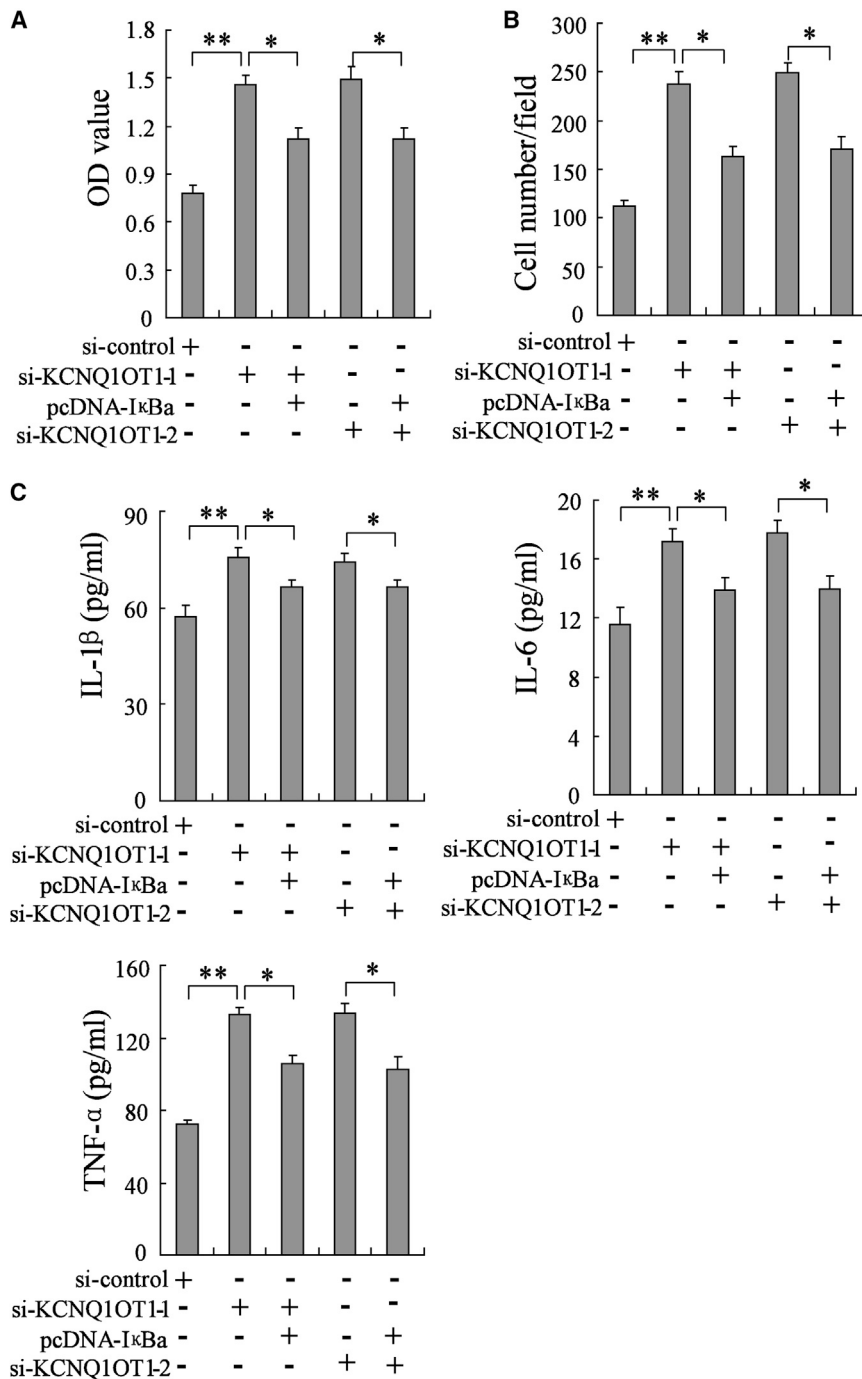 A
OD value
1.8
1.5
1.2
0.9
0.6
0.3
0
** * *
si-control + - - - -
si-KCNQ1OT1-1 - + + - -
pcDNA-IκBa - - + - +
si-KCNQ1OT1-2 - - - + +
B
Cell number/field
300
250
200
150
100
50
0
** * *
si-control + - - - -
si-KCNQ1OT1-1 - + + - -
pcDNA-IκBa - - + - +
si-KCNQ1OT1-2 - - - + +
C
IL-1β (pg/ml)
90
60
30
0
** * *
si-control + - - - -
si-KCNQ1OT1-1 - + + - -
pcDNA-IκBa - - + - +
si-KCNQ1OT1-2 - - - + +
IL-6 (pg/ml)
20
16
12
8
4
0
** * *
si-control + - - - -
si-KCNQ1OT1-1 - + + - -
pcDNA-IκBa - - + - +
si-KCNQ1OT1-2 - - - + +
TNF-α (pg/ml)
160
120
80
40
0
** * *
si-control + - - - -
si-KCNQ1OT1-1 - + + - -
pcDNA-IκBa - - + - +
si-KCNQ1OT1-2 - - - + +